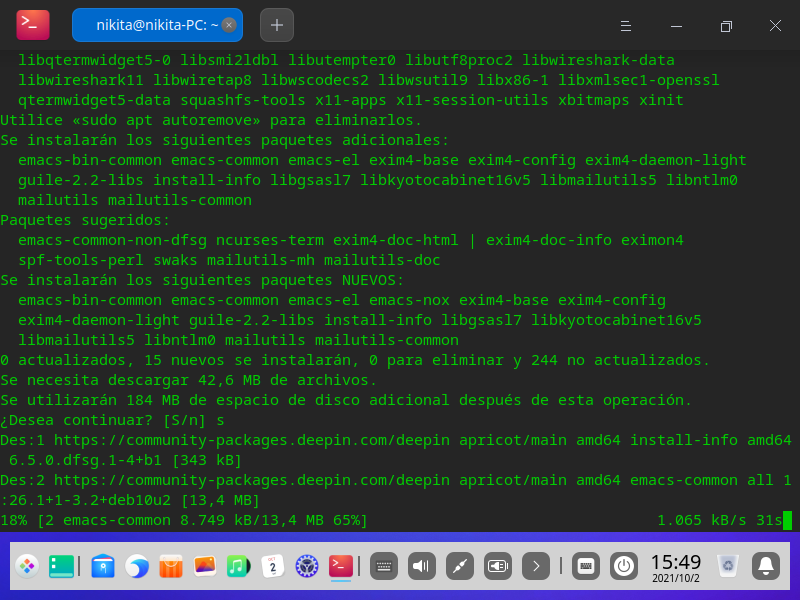 nikita@nikita-PC: ~
libqtermwidget5-0 libsmi2ldbl libutempter0 libutf8proc2 libwireshark-data
libwireshark11 libwiretap8 libwscodecs2 libwsutil9 libx86-1 libxmlsec1-openssl
qtermwidget5-data squashfs-tools x11-apps x11-session-utils xbitmaps xinit
Utilice «sudo apt autoremove» para eliminarlos.
Se instalarán los siguientes paquetes adicionales:
emacs-bin-common emacs-common emacs-el exim4-base exim4-config exim4-daemon-light
guile-2.2-libs install-info libgsasl7 libkyotocabinet16v5 libmailutils5 libntlm0
mailutils mailutils-common
Paquetes sugeridos:
emacs-common-non-dfsg ncurses-term exim4-doc-html | exim4-doc-info eximon4
spf-tools-perl swaks mailutils-mh mailutils-doc
Se instalarán los siguientes paquetes NUEVOS:
emacs-bin-common emacs-common emacs-el emacs-nox exim4-base exim4-config
exim4-daemon-light guile-2.2-libs install-info libgsasl7 libkyotocabinet16v5
libmailutils5 libntlm0 mailutils mailutils-common
0 actualizados, 15 nuevos se instalarán, 0 para eliminar y 244 no actualizados.
Se necesita descargar 42,6 MB de archivos.
Se utilizarán 184 MB de espacio de disco adicional después de esta operación.
¿Desea continuar? [S/n] s
Des:1 https://community-packages.deepin.com/deepin apricot/main amd64 install-info amd64
6.5.0.dfsg.1-4+b1 [343 kB]
Des:2 https://community-packages.deepin.com/deepin apricot/main amd64 emacs-common all 1
:26.1+1-3.2+deb10u2 [13,4 MB]
18% [2 emacs-common 8.749 kB/13,4 MB 65%] 1.065 kB/s 31s
OCT
2
15:49
2021/10/2